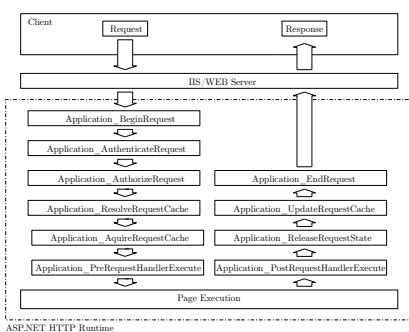 Client
Request
Response
IIS/WEB Server
Application_BeginRequest
Application_AuthenticateRequest
Application_AuthorizeRequest
Application_EndRequest
Application_ResolveRequestCache
Application_UpdateRequestCache
Application_AquireRequestCache
Application_ReleaseRequestState
Application_PreRequestHandlerExecute
Application_PostRequestHandlerExecute
Page Execution
ASP.NET HTTP Runtime